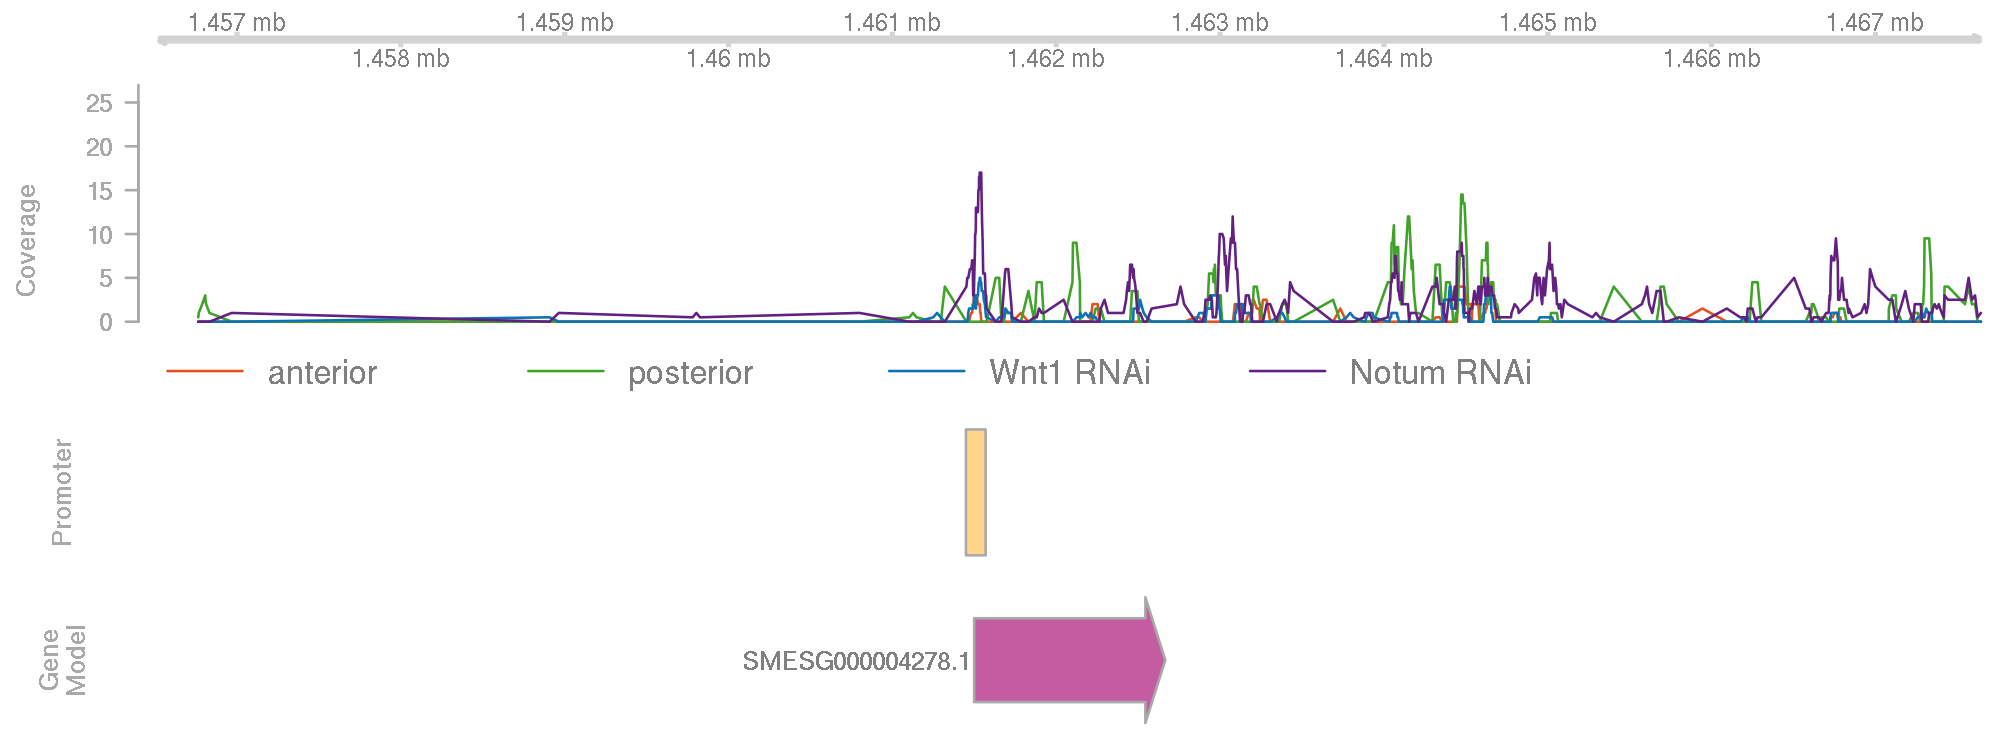 1.457 mb 1.459 mb 1.461 mb 1.463 mb 1.465 mb 1.467 mb
1.458 mb 1.46 mb 1.462 mb 1.464 mb 1.466 mb
Coverage
25
20
15
10
5
0
anterior posterior Wnt1 RNAi Notum RNAi
Promoter
Gene
Model
SMESG000004278.1